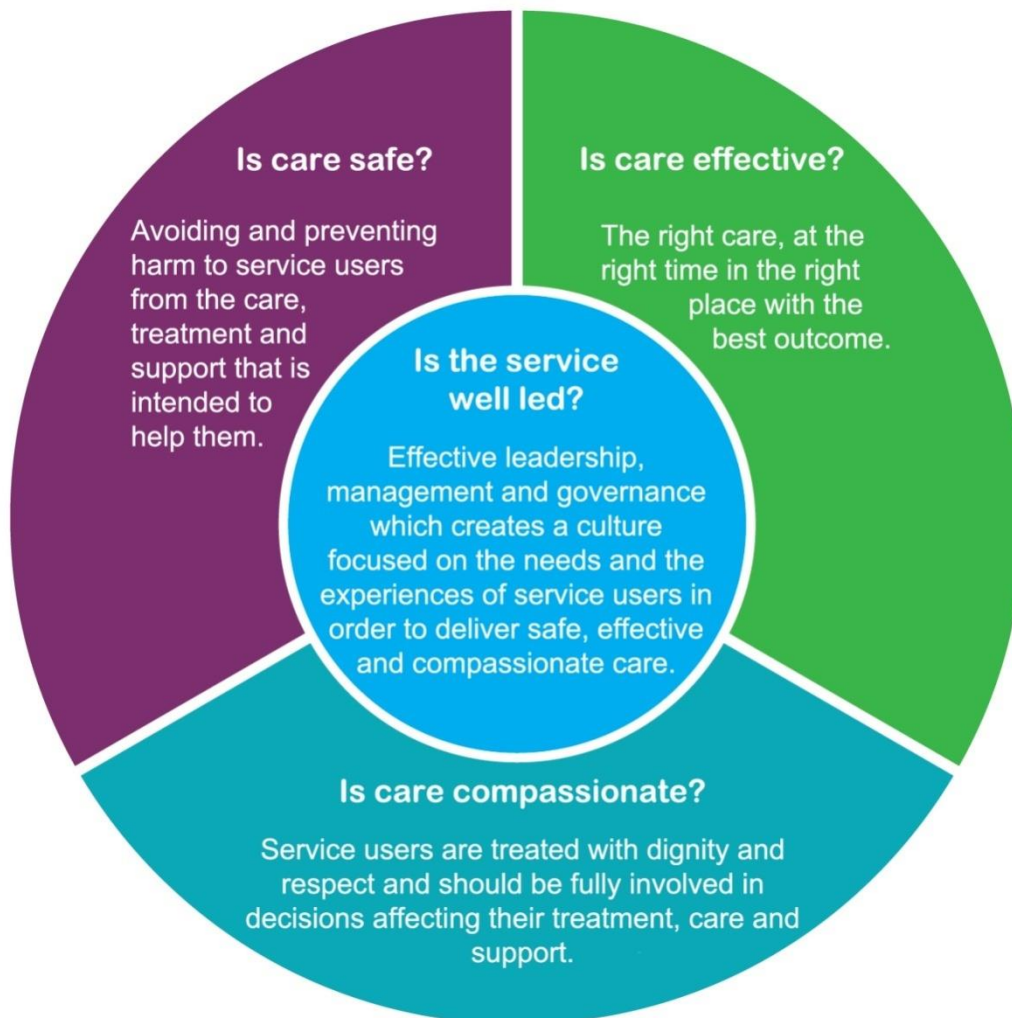 Is care safe?
Avoiding and preventing
harm to service users
from the care,
treatment and
support that is
intended to
help them.
Is care effective?
The right care, at the
right time in the right
place with the
best outcome.
Is the service
well led?
Effective leadership,
management and governance
which creates a culture
focused on the needs and the
experiences of service users in
order to deliver safe, effective
and compassionate care.
Is care compassionate?
Service users are treated with dignity and
respect and should be fully involved in
decisions affecting their treatment, care and
support.